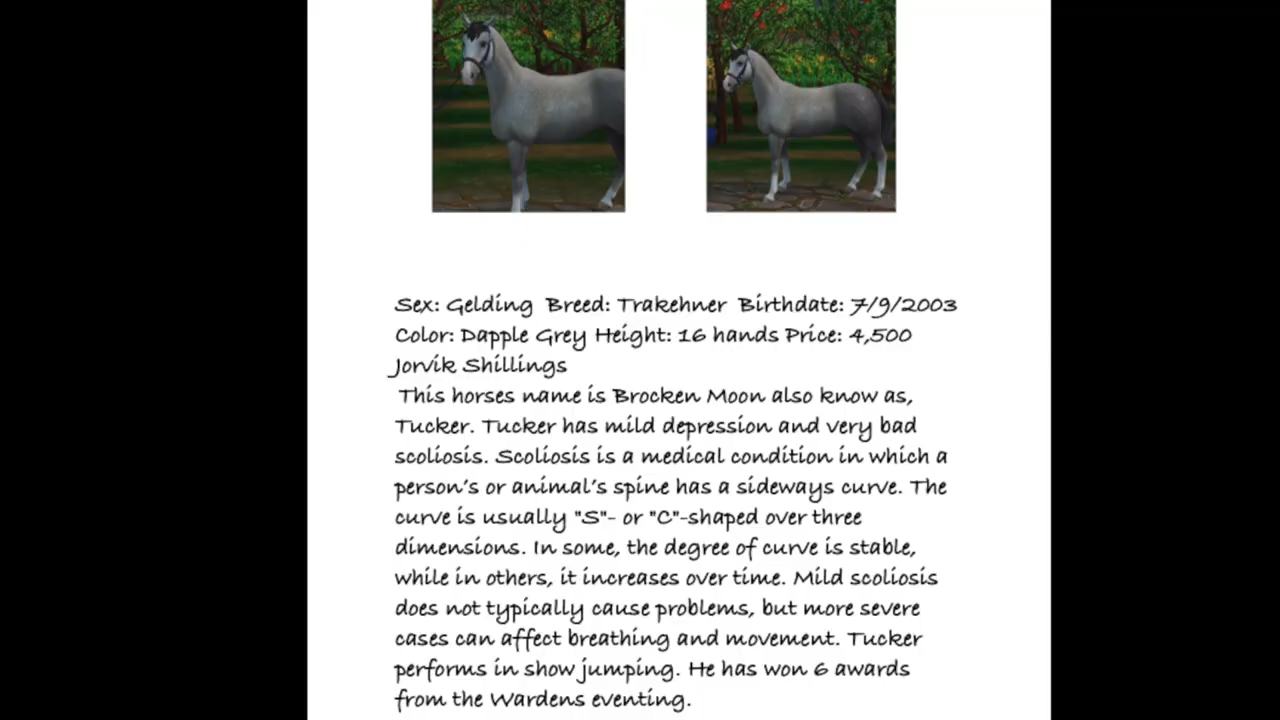 Sex: Gelding Breed: Trakehner Birthdate: 7/9/2003
Color: Dapple Grey Height: 16 hands Price: 4,500
Jorvik Shillings
This horses name is Brocken Moon also know as,
Tucker. Tucker has mild depression and very bad
scoliosis. Scoliosis is a medical condition in which a
person's or animal's spine has a sideways curve. The
curve is usually "S"- or "C"-shaped over three
dimensions. In some, the degree of curve is stable,
while in others, it increases over time. Mild scoliosis
does not typically cause problems, but more severe
cases can affect breathing and movement. Tucker
performs in show jumping. He has won 6 awards
from the Wardens eventing.